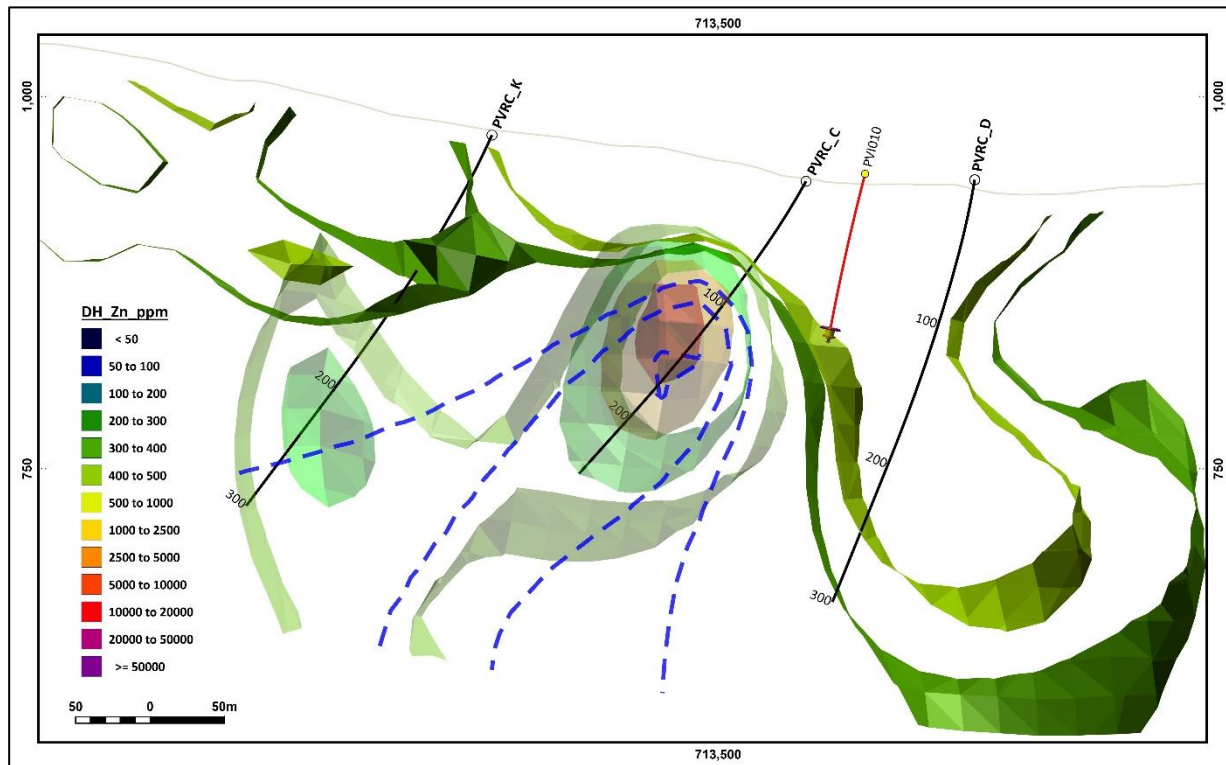 713,500
1,000
1,000
PVRC_K
PVRC_C
PVI010
PVRC_D
100
100
200
200
200
300
300
750
750
DH_Zn_ppm
< 50
50 to 100
100 to 200
200 to 300
300 to 400
400 to 500
500 to 1000
1000 to 2500
2500 to 5000
5000 to 10000
10000 to 20000
20000 to 50000
>= 50000
50 0 50m
713,500